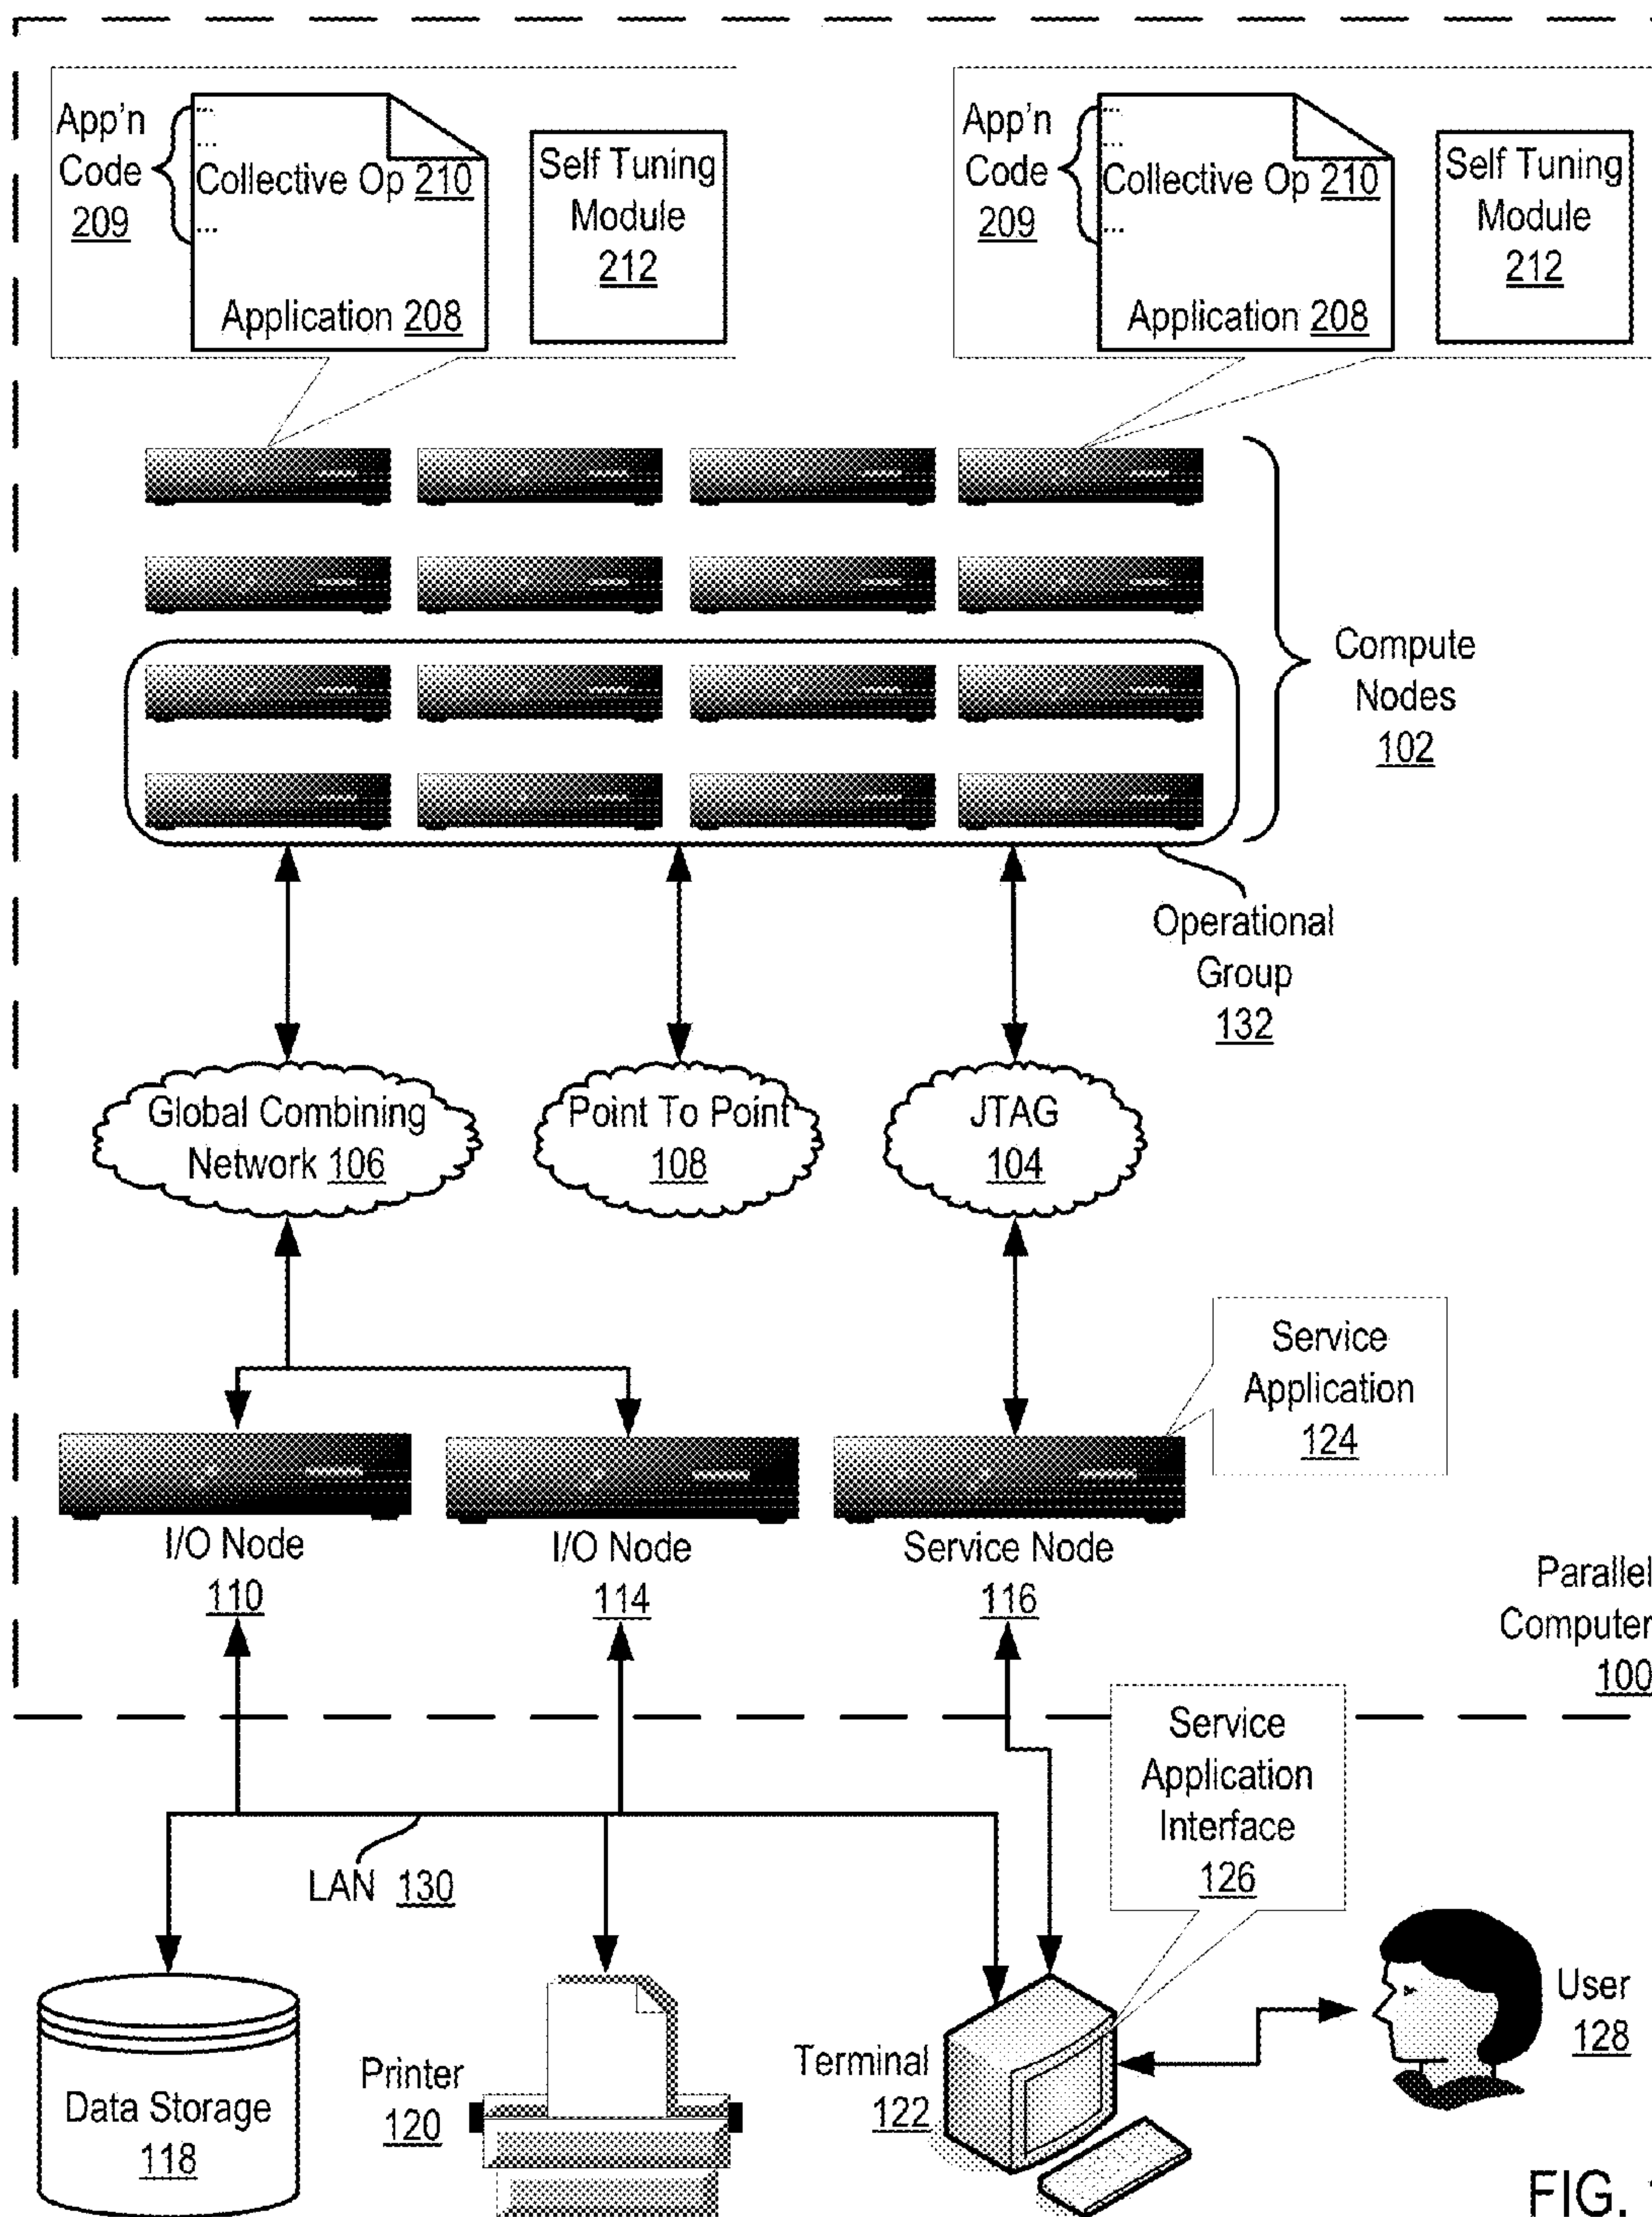 App'n
Code
209
...
...
Collective Op 210
...
Application 208
Self Tuning
Module
212
App'n
Code
209
...
...
Collective Op 210
...
Application 208
Self Tuning
Module
212
Compute
Nodes
102
Operational
Group
132
Global Combining
Network 106
Point To Point
108
JTAG
104
Service
Application
124
I/O Node
110
I/O Node
114
Service Node
116
Parallel
Computer
100
Service
Application
Interface
126
LAN 130
Data Storage
118
Printer
120
Terminal
122
User
128
FIG.